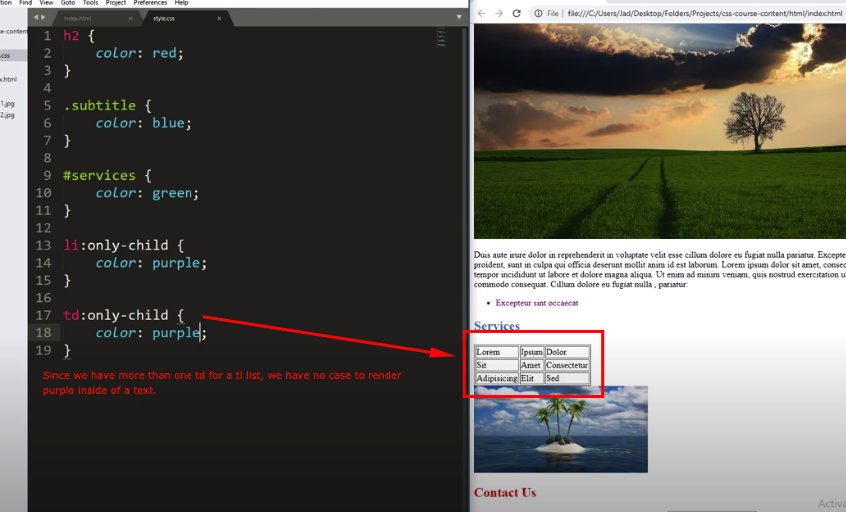 ction Find View Goto Tools Project Preferences Help
index.html × style.css ×
File | file:///C:/Users/Jad/Desktop/Folders/Projects/css-course-content/html/index.html
e-content
.css
x.html
1.jpg
2.jpg
1 h2 {
2 color: red;
3 }
4
5 .subtitle {
6 color: blue;
7 }
8
9 #services {
10 color: green;
11 }
12
13 li:only-child {
14 color: purple;
15 }
16
17 td:only-child {
18 color: purple;
19 }
Since we have more than one td for a tl list, we have no case to render
purple inside of a text.
Duis aute irure dolor in reprehenderit in voluptate velit esse cillum dolore eu fugiat nulla pariatur. Excepte
proident, sunt in culpa qui officia deserunt mollit anim id est laborum. Lorem ipsum dolor sit amet, consec
tempor incididunt ut labore et dolore magna aliqua. Ut enim ad minim veniam, quis nostrud exercitation u
commodo consequat. Cillum dolore eu fugiat nulla , pariatur:
• Excepteur sint occaecat
Services
Lorem Ipsum Dolor
Sit Amet Consectetur
Adipisicing Elit Sed
Contact Us
Activa